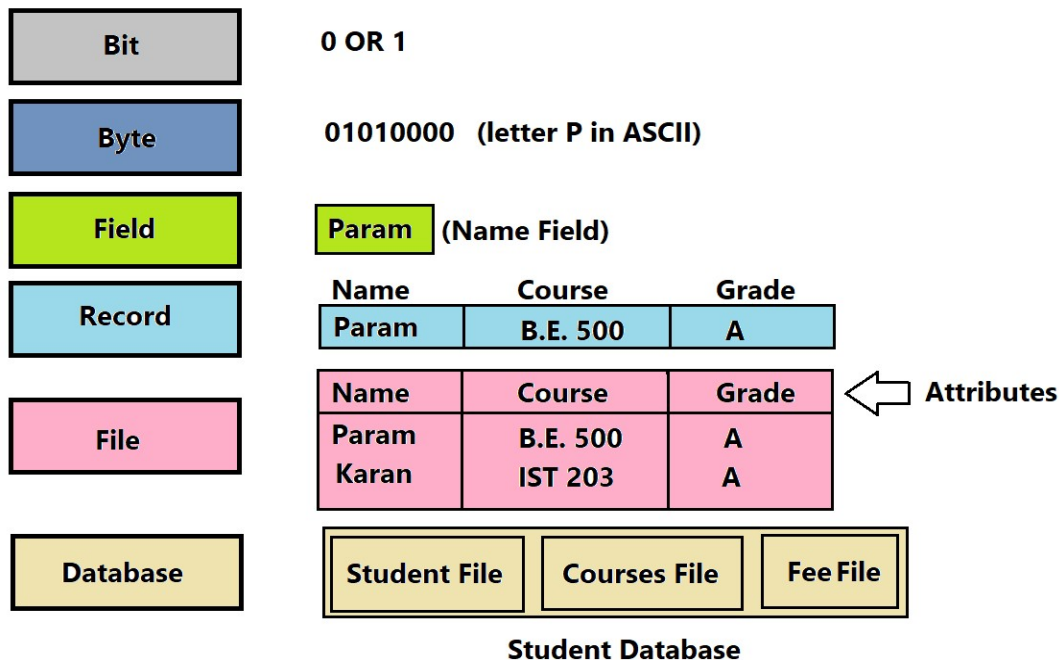 Bit 0 OR 1
Byte 01010000 (letter P in ASCII)
Field Param (Name Field)
Name Course Grade
Record Param B.E. 500 A
Name Course Grade Attributes
File Param B.E. 500 A
Karan IST 203 A
Database Student File Courses File Fee File
Student Database